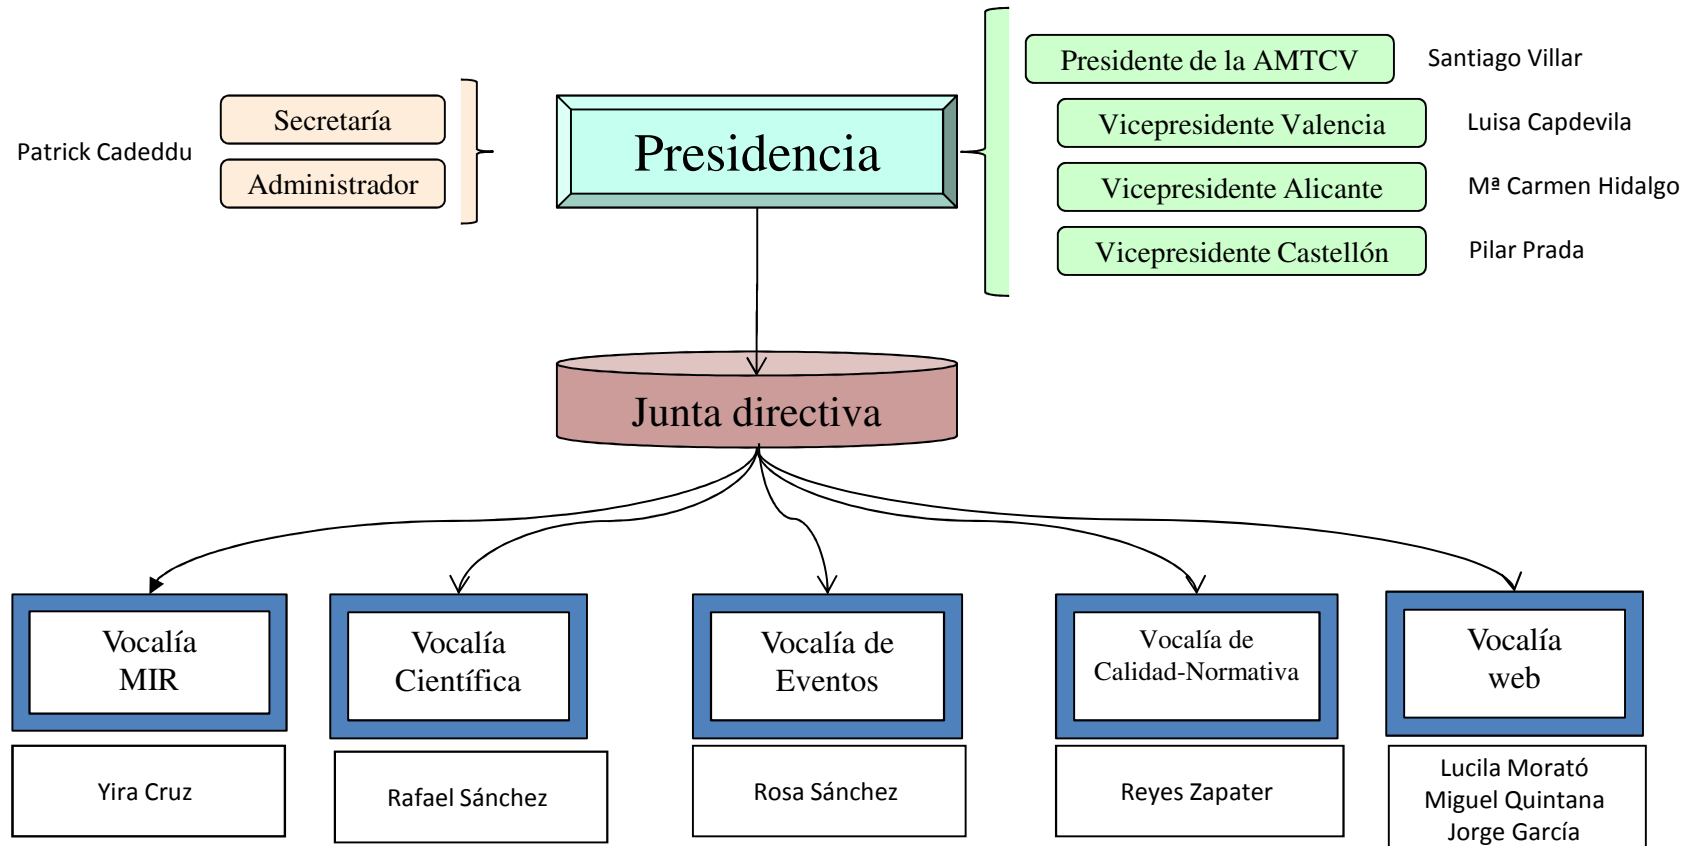 Presidente de la AMTCV
Santiago Villar
Secretaría
Vicepresidente Valencia
Luisa Capdevila
Patrick Cadeddu
Presidencia
Administrador
Vicepresidente Alicante
Mª Carmen Hidalgo
Vicepresidente Castellón
Pilar Prada
Junta directiva
Vocalía
MIR
Vocalía
Científica
Vocalía de
Eventos
Vocalía de
Calidad-Normativa
Vocalía
web
Yira Cruz
Rafael Sánchez
Rosa Sánchez
Reyes Zapater
Lucila Morató
Miguel Quintana
Jorge García